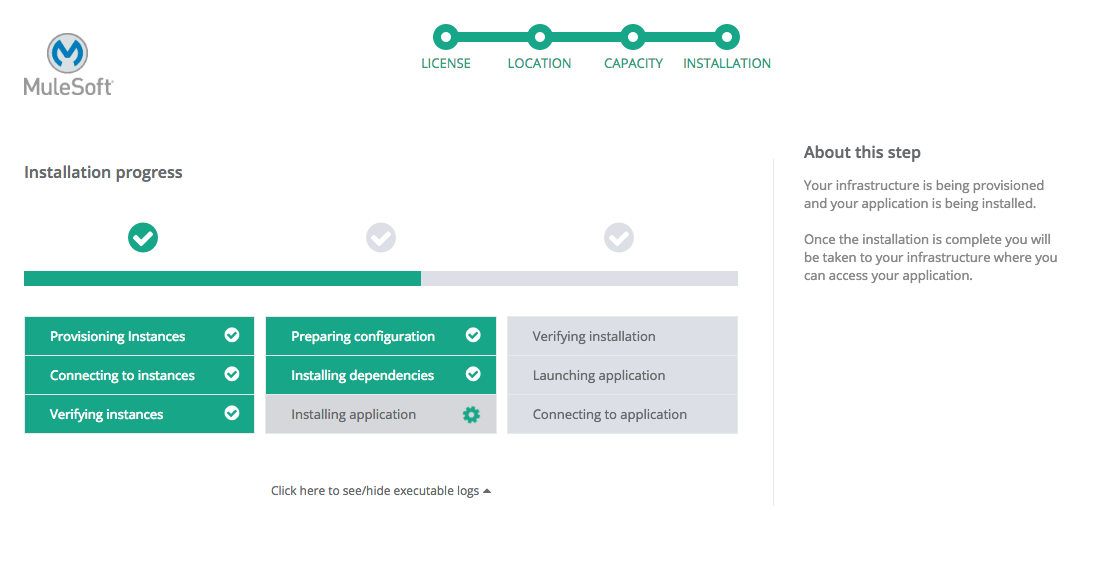 MuleSoft
LICENSE
LOCATION
CAPACITY
INSTALLATION
Installation progress
Provisioning Instances
Connecting to instances
Verifying instances
Preparing configuration
Installing dependencies
Installing application
Verifying installation
Launching application
Connecting to application
Click here to see/hide executable logs
About this step
Your infrastructure is being provisioned
and your application is being installed.
Once the installation is complete you will
be taken to your infrastructure where you
can access your application.